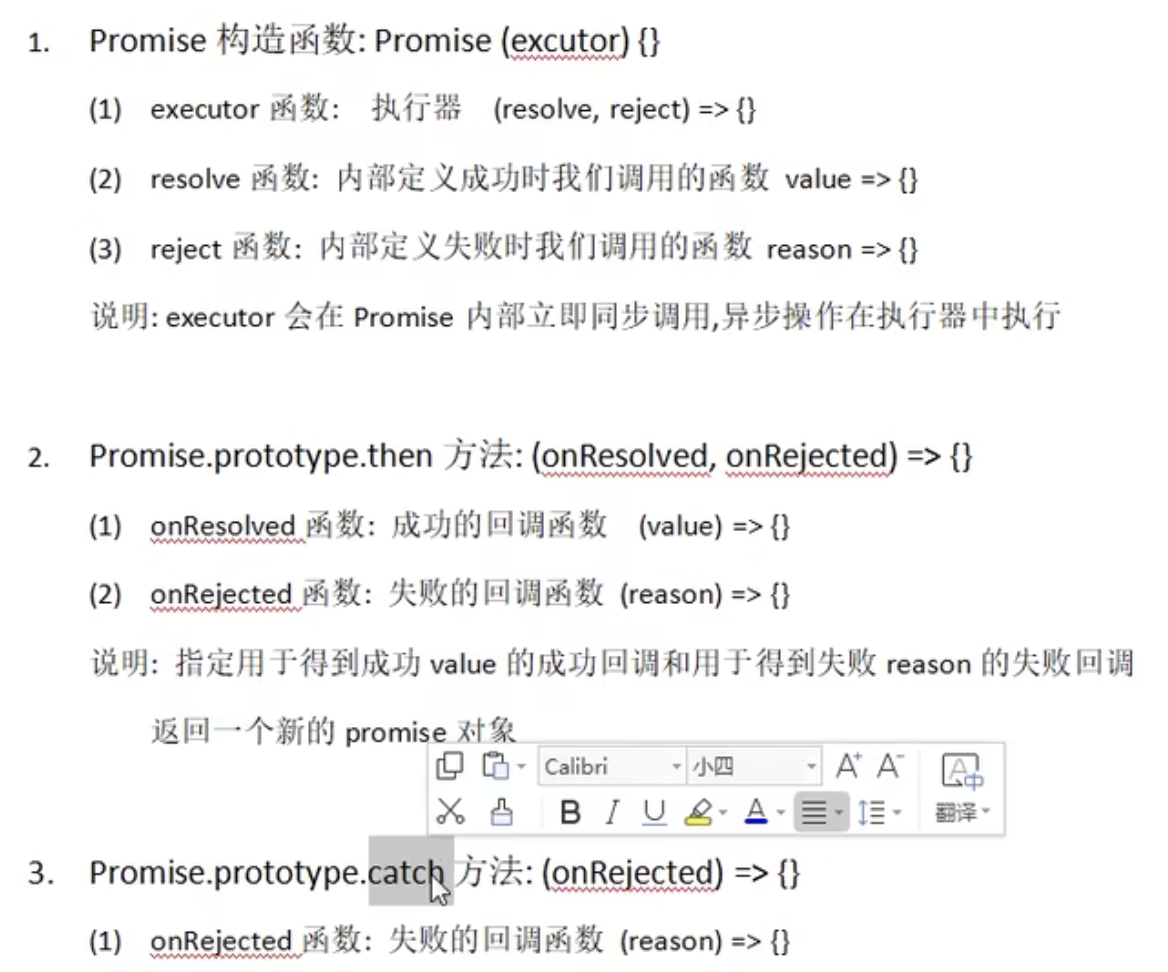 1. Promise 构造函数: Promise (excutor) {}
(1) executor 函数: 执行器 (resolve, reject) => {}
(2) resolve 函数: 内部定义成功时我们调用的函数 value => {}
(3) reject 函数: 内部定义失败时我们调用的函数 reason => {}
说明: executor 会在 Promise 内部立即同步调用,异步操作在执行器中执行
2. Promise.prototype.then 方法: (onResolved, onRejected) => {}
(1) onResolved 函数: 成功的回调函数 (value) => {}
(2) onRejected 函数: 失败的回调函数 (reason) => {}
说明: 指定用于得到成功 value 的成功回调和用于得到失败 reason 的失败回调
返回一个新的 promise 对象
Calibri 小四 A+ A-
B I U A 翻译
3. Promise.prototype.catch 方法: (onRejected) => {}
(1) onRejected 函数: 失败的回调函数 (reason) => {}